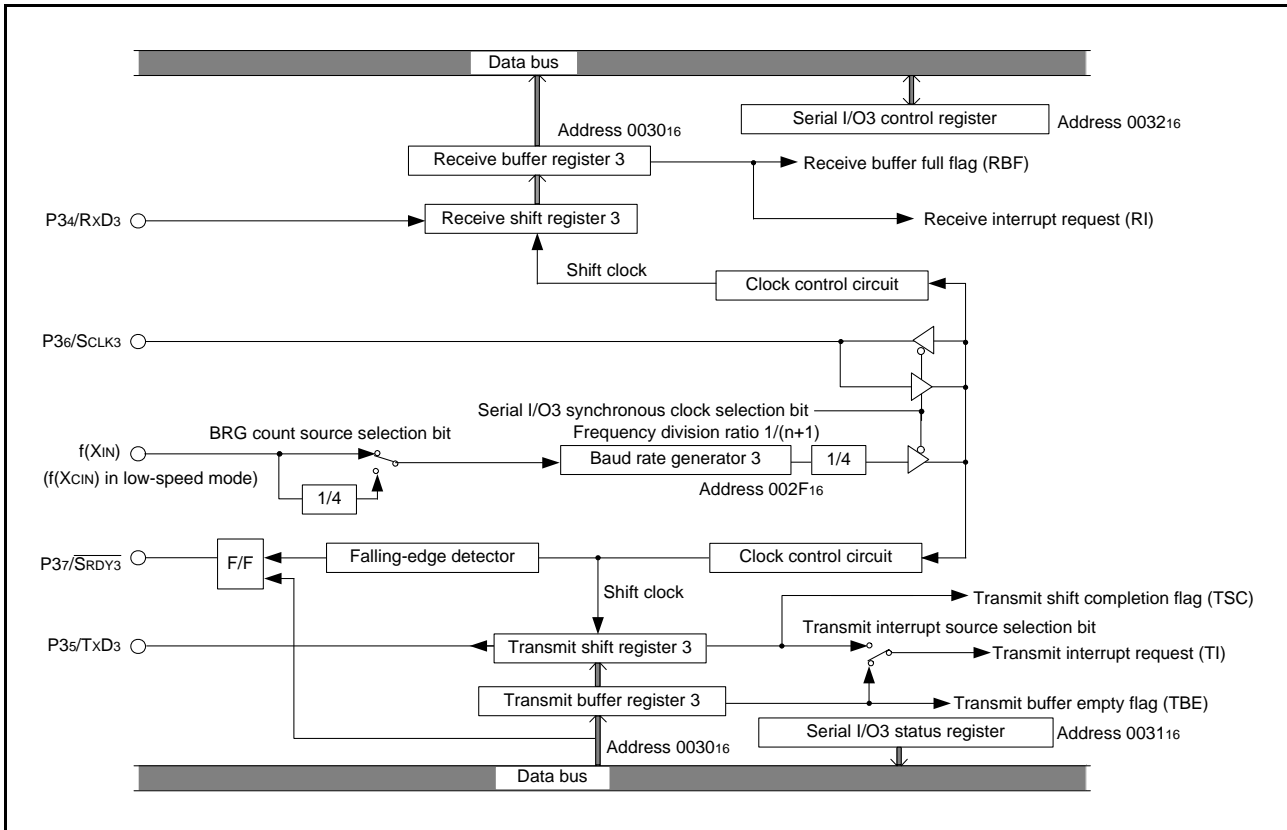 Data bus
Serial I/O3 control register
Address 003216
Address 003016
Receive buffer register 3
Receive buffer full flag (RBF)
P34/RXD3
Receive shift register 3
Receive interrupt request (RI)
Shift clock
Clock control circuit
P36/SCLK3
Serial I/O3 synchronous clock selection bit
BRG count source selection bit
Frequency division ratio 1/(n+1)
f(XIN)
Baud rate generator 3
1/4
(f(XCIN) in low-speed mode)
1/4
Address 002F16
P37/SRDY3
F/F
Falling-edge detector
Clock control circuit
Shift clock
Transmit shift completion flag (TSC)
Transmit interrupt source selection bit
P35/TXD3
Transmit shift register 3
Transmit interrupt request (TI)
Transmit buffer register 3
Transmit buffer empty flag (TBE)
Serial I/O3 status register
Address 003116
Address 003016
Data bus